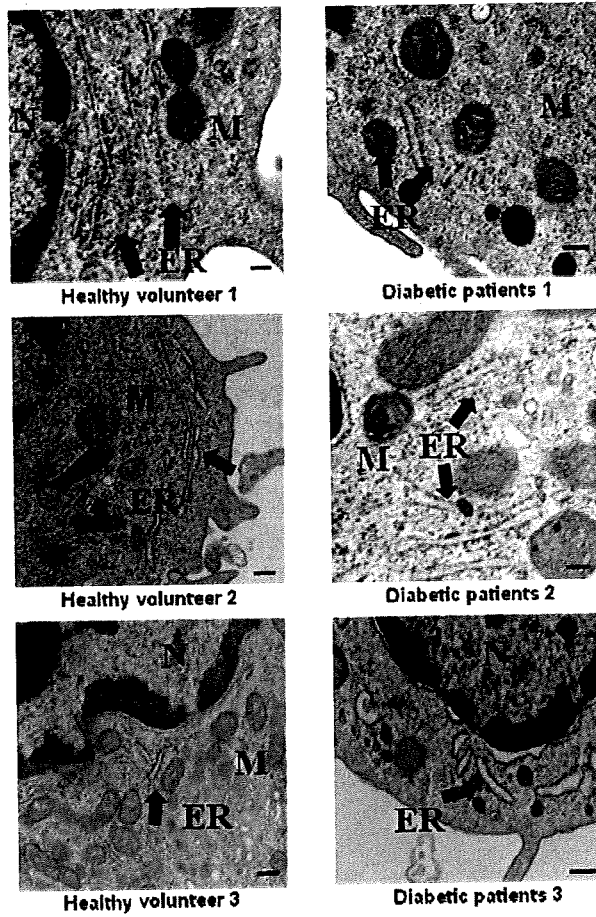 N
M
ER
Healthy volunteer 1
M
ER
Diabetic patients 1
M
ER
N
Healthy volunteer 2
ER
M
Diabetic patients 2
N
M
ER
Healthy volunteer 3
N
ER
Diabetic patients 3